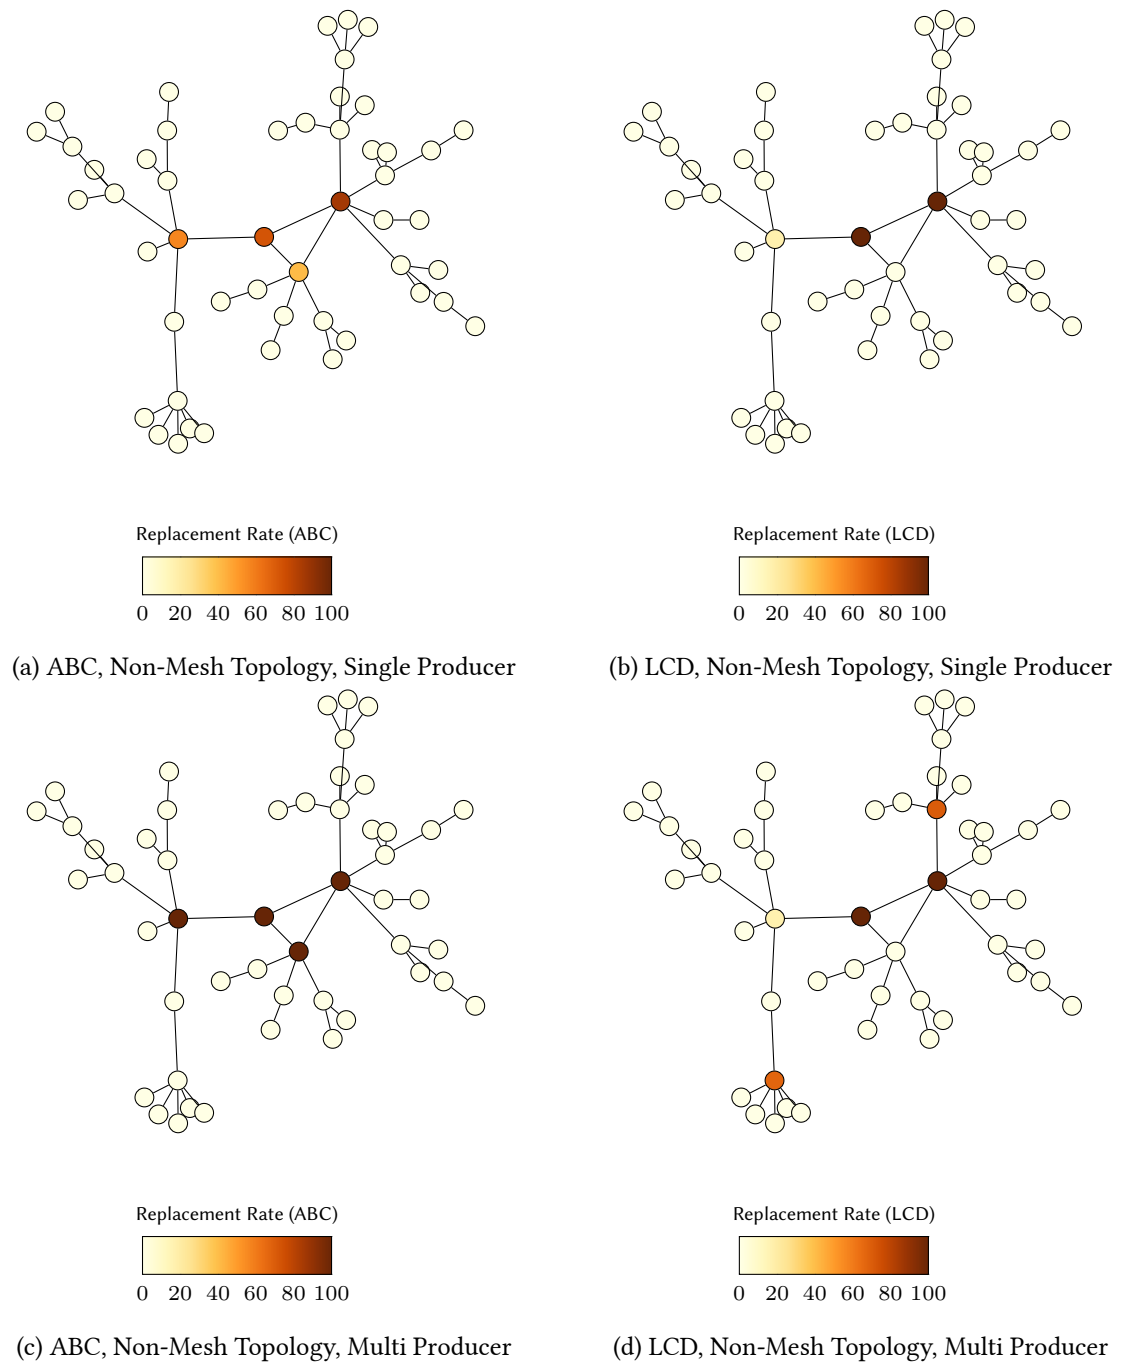 Replacement Rate (ABC)
0 20 40 60 80 100
(a) ABC, Non-Mesh Topology, Single Producer
Replacement Rate (LCD)
0 20 40 60 80 100
(b) LCD, Non-Mesh Topology, Single Producer
Replacement Rate (ABC)
0 20 40 60 80 100
(c) ABC, Non-Mesh Topology, Multi Producer
Replacement Rate (LCD)
0 20 40 60 80 100
(d) LCD, Non-Mesh Topology, Multi Producer